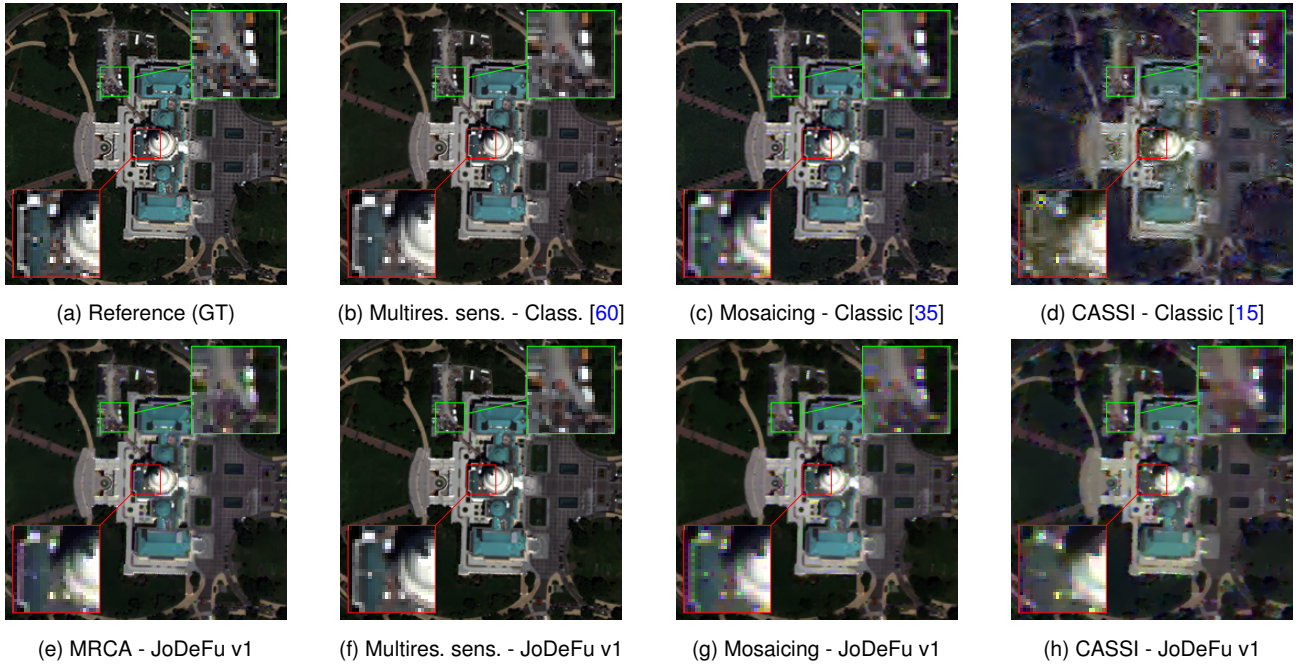 (a) Reference (GT)
(b) Multires. sens. - Class. [60]
(c) Mosaicing - Classic [35]
(d) CASSI - Classic [15]
(e) MRCA - JoDeFu v1
(f) Multires. sens. - JoDeFu v1
(g) Mosaicing - JoDeFu v1
(h) CASSI - JoDeFu v1